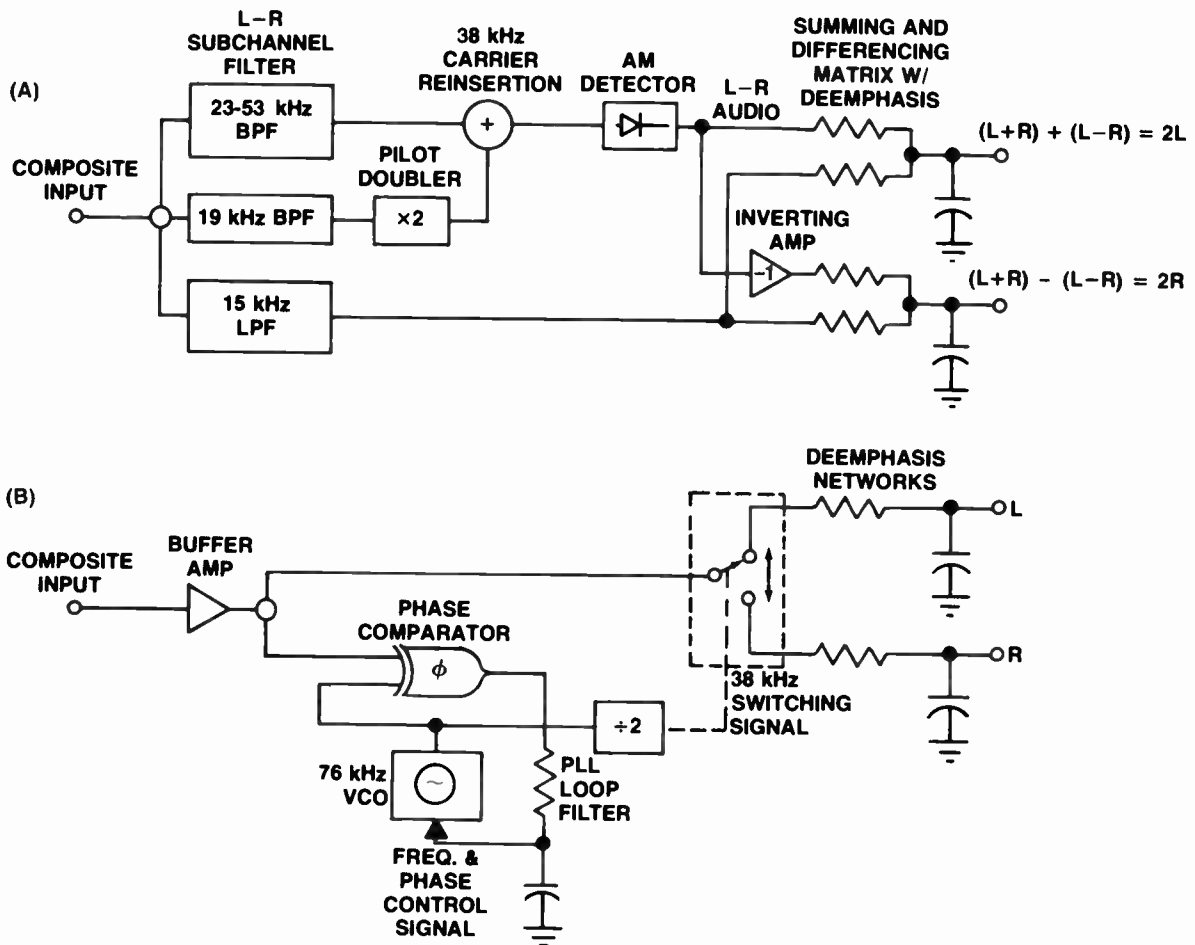 (A)
L–R
SUBCHANNEL
FILTER
38 kHz
CARRIER
REINSERTION
AM
DETECTOR
L–R
AUDIO
SUMMING AND
DIFFERENCING
MATRIX W/
DEEMPHASIS
23-53 kHz
BPF
+
(L+R) + (L–R) = 2L
COMPOSITE
INPUT
PILOT
DOUBLER
19 kHz BPF
×2
INVERTING
AMP
–1
(L+R) – (L–R) = 2R
15 kHz
LPF
(B)
DEEMPHASIS
NETWORKS
L
COMPOSITE
INPUT
BUFFER
AMP
PHASE
COMPARATOR
ϕ
R
38 kHz
SWITCHING
SIGNAL
÷2
76 kHz
VCO
~
PLL
LOOP
FILTER
FREQ. &
PHASE
CONTROL
SIGNAL